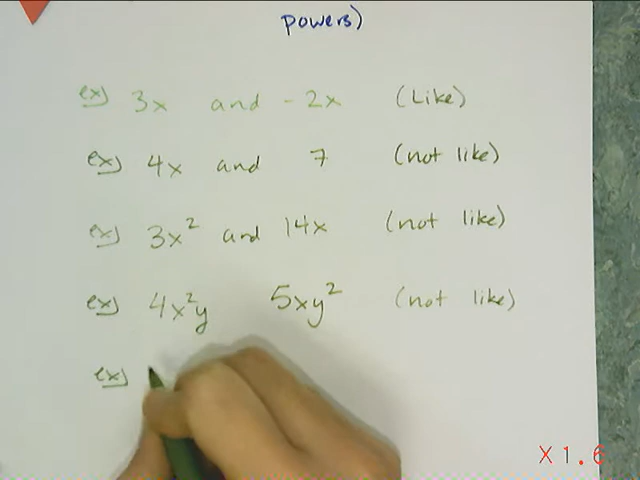 powers)
ex) 3x and -2x (Like)
ex) 4x and 7 (not like)
ex) 3x² and 14x (not like)
ex) 4x²y 5xy² (not like)
ex)
X1.6